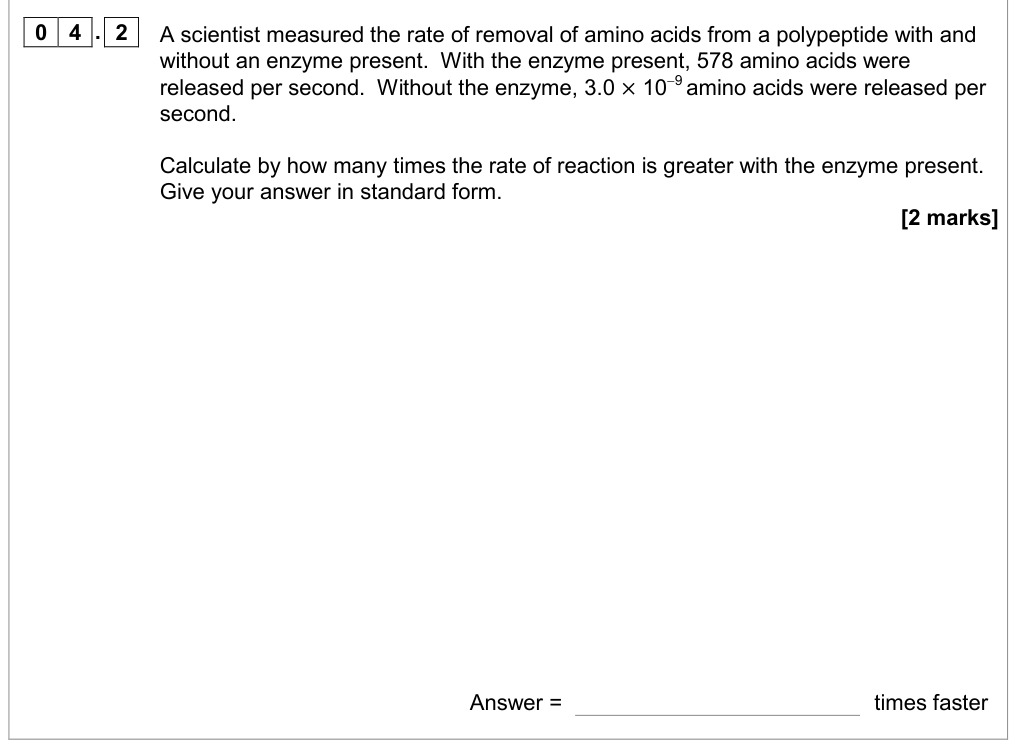 04.2 A scientist measured the rate of removal of amino acids from a polypeptide with and
without an enzyme present. With the enzyme present, 578 amino acids were
released per second. Without the enzyme, 3.0 × 10⁻⁹ amino acids were released per
second.
Calculate by how many times the rate of reaction is greater with the enzyme present.
Give your answer in standard form.
[2 marks]
Answer = ____________________ times faster